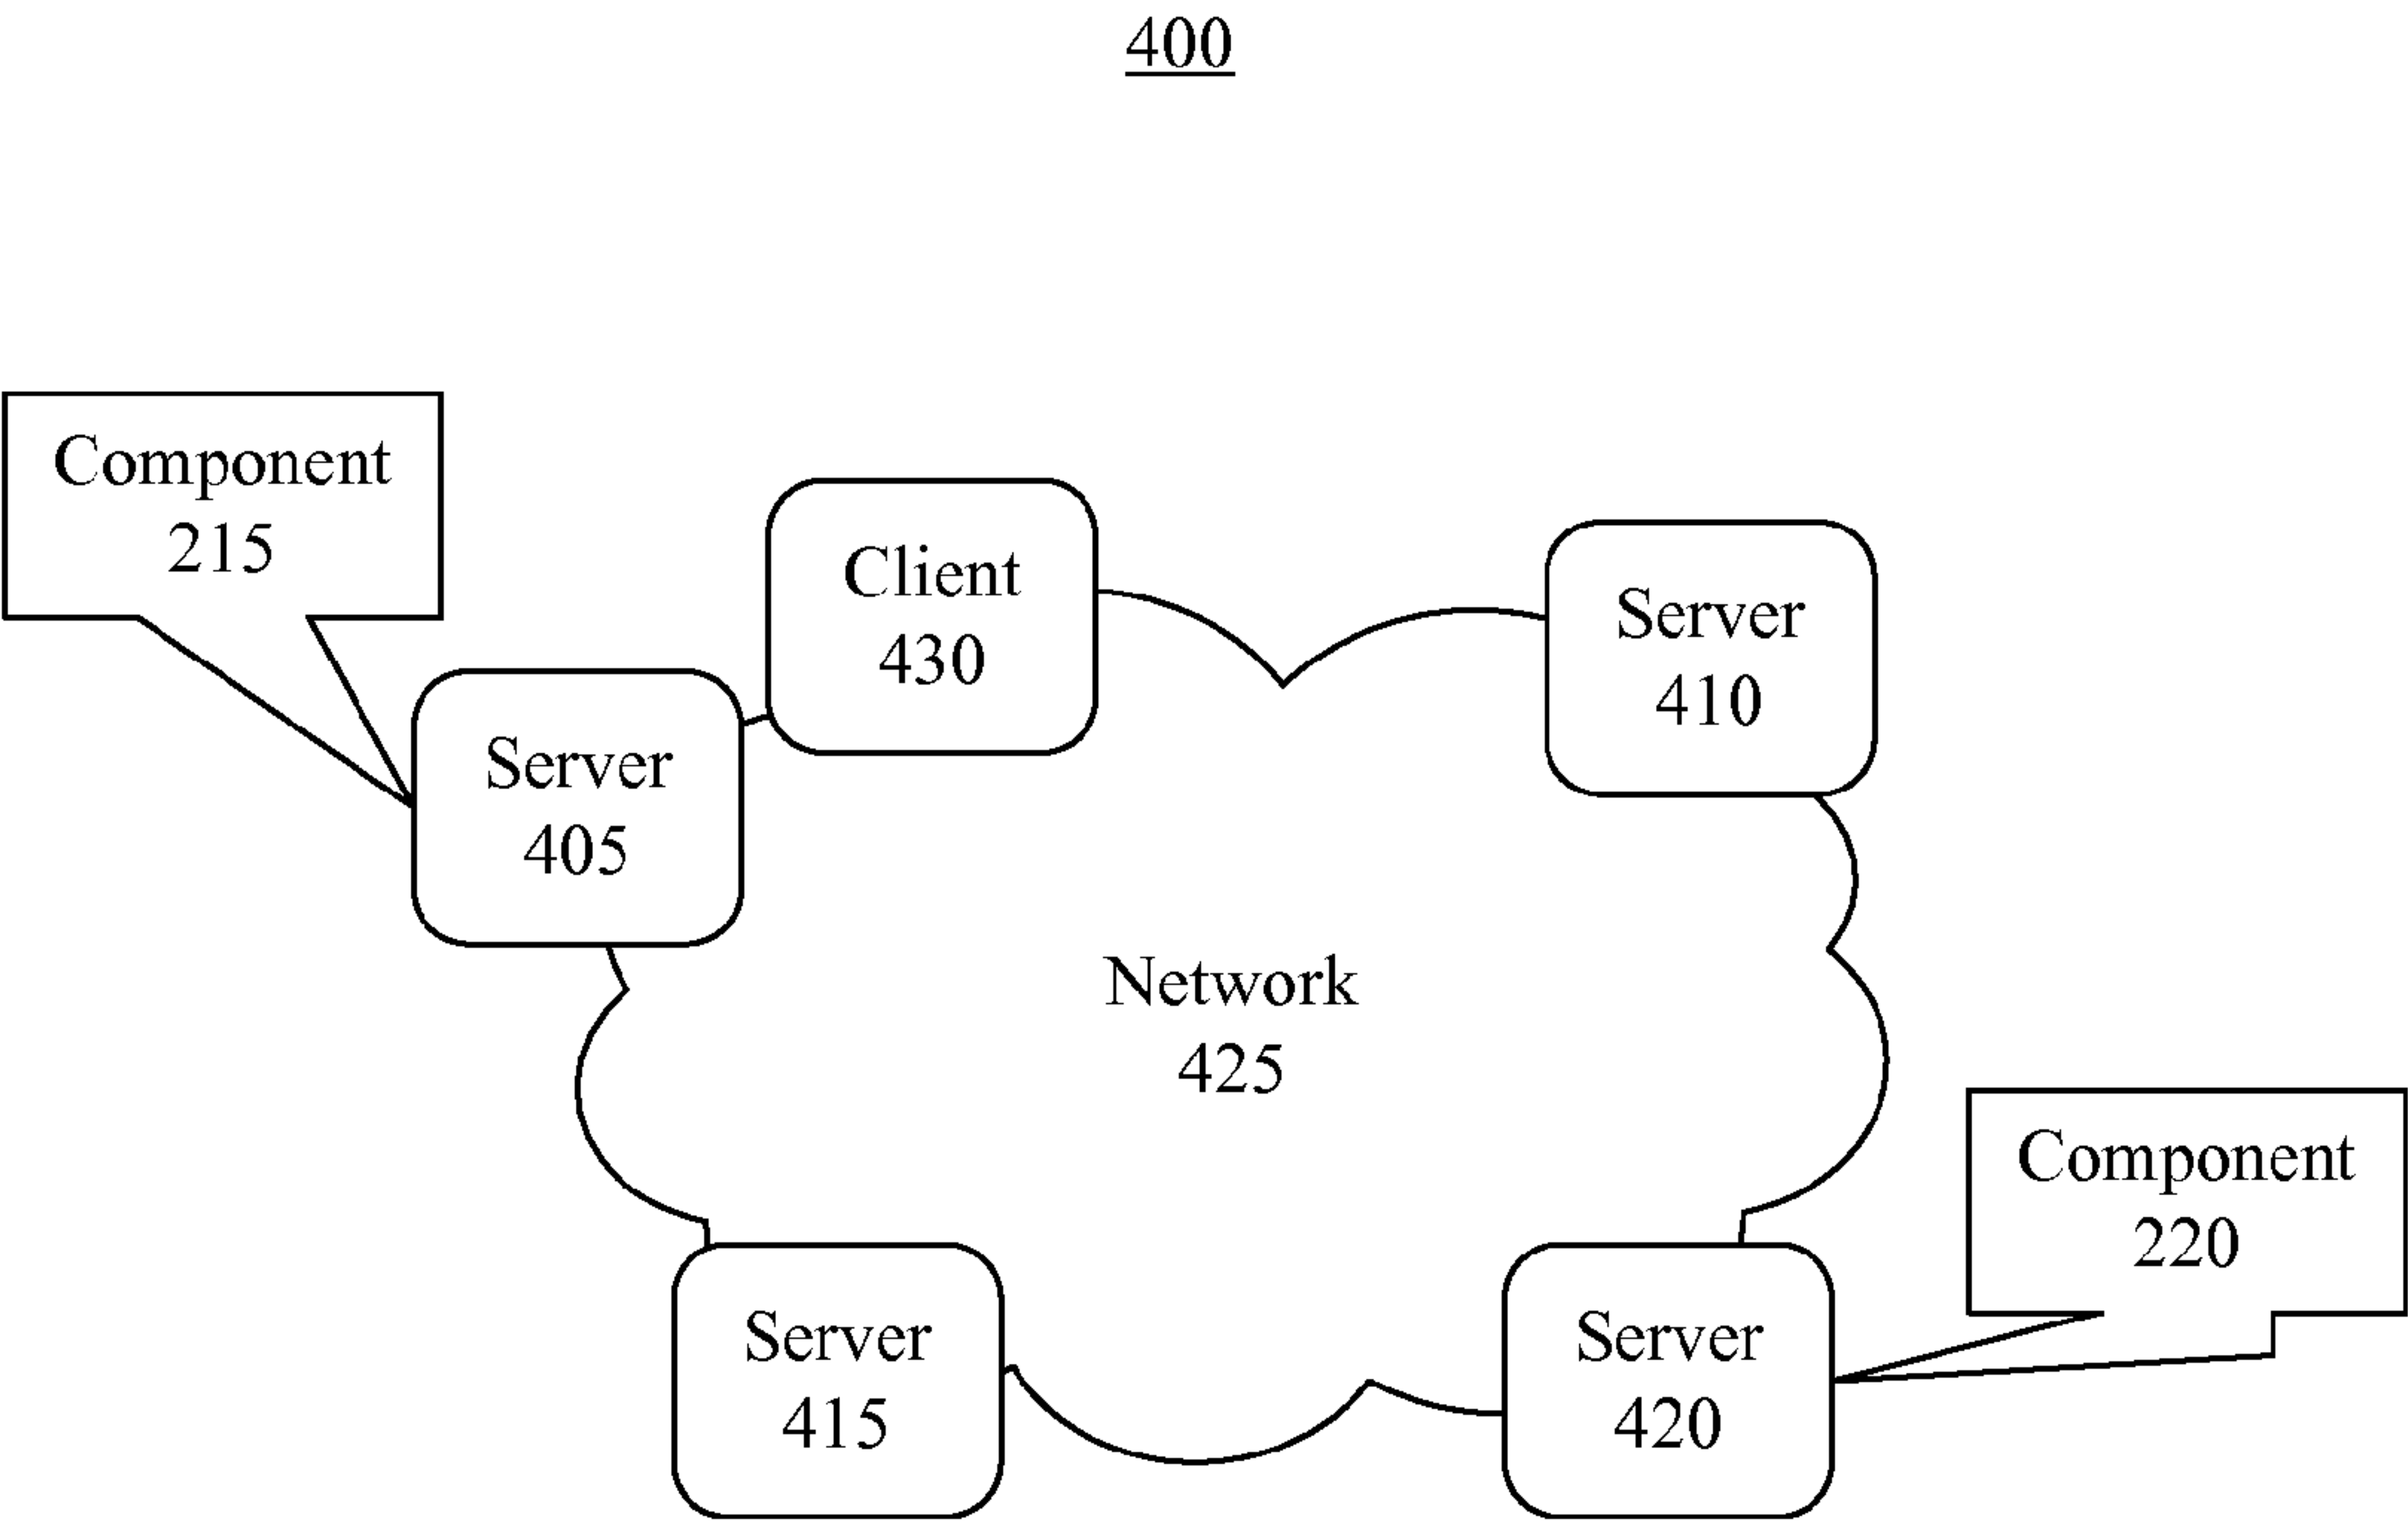 400
Component
215
Client
430
Server
410
Server
405
Network
425
Component
220
Server
415
Server
420